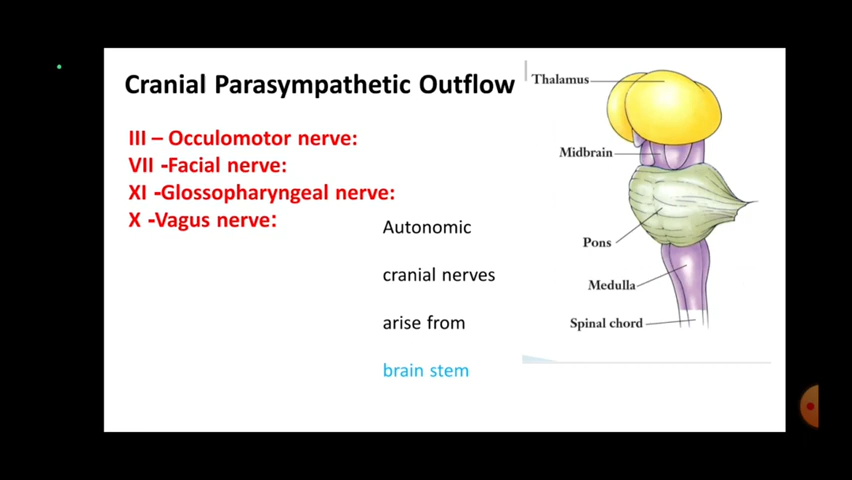 Cranial Parasympathetic Outflow
III – Occulomotor nerve:
VII -Facial nerve:
XI -Glossopharyngeal nerve:
X -Vagus nerve:
Autonomic
cranial nerves
arise from
brain stem
Thalamus
Midbrain
Pons
Medulla
Spinal chord